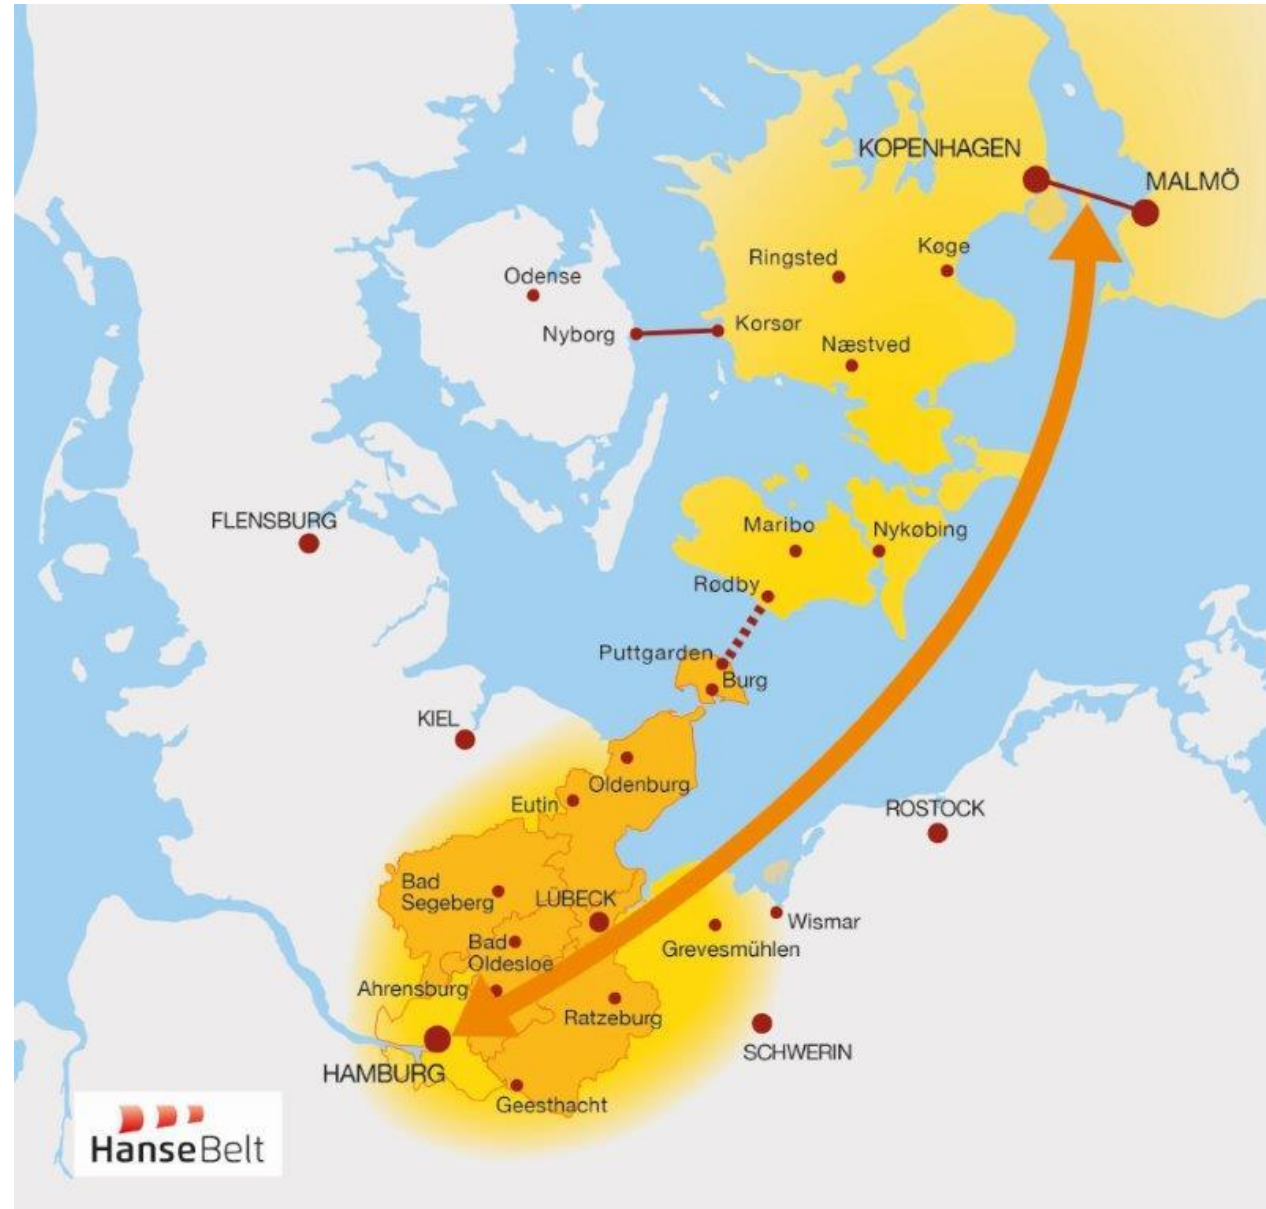 KOPENHAGEN
MALMÖ
Køge
Ringsted
Odense
Korsør
Nyborg
Næstved
FLENSBURG
Maribo
Nykøbing
Rødby
Puttgarden
Burg
KIEL
Oldenburg
Eutin
ROSTOCK
Bad
Segeberg
LÜBECK
Wismar
Bad
Oldesloe
Grevesmühlen
Ahrensburg
Ratzeburg
SCHWERIN
HAMBURG
Geesthacht
HanseBelt